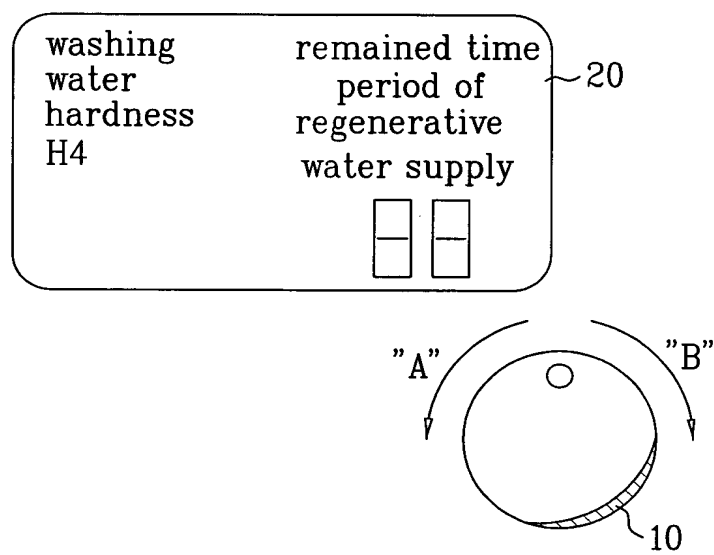 washing
water
hardness
H4
remained time
period of
regenerative
water supply
20
"A"
"B"
10